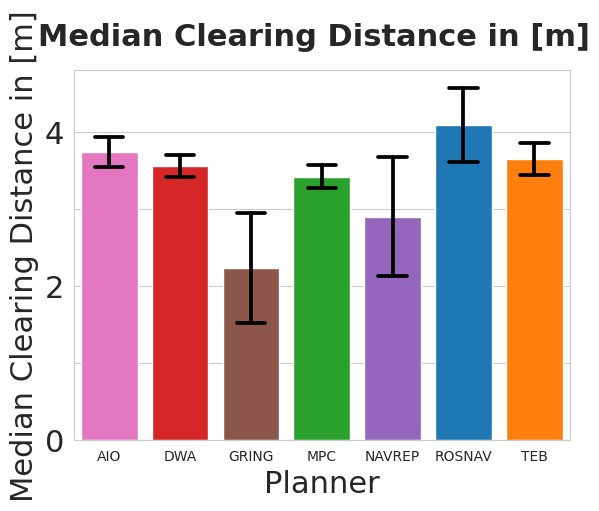 Median Clearing Distance in [m]
Median Clearing Distance in [m]
4
2
0
AIO DWA GRING MPC NAVREP ROSNAV TEB
Planner